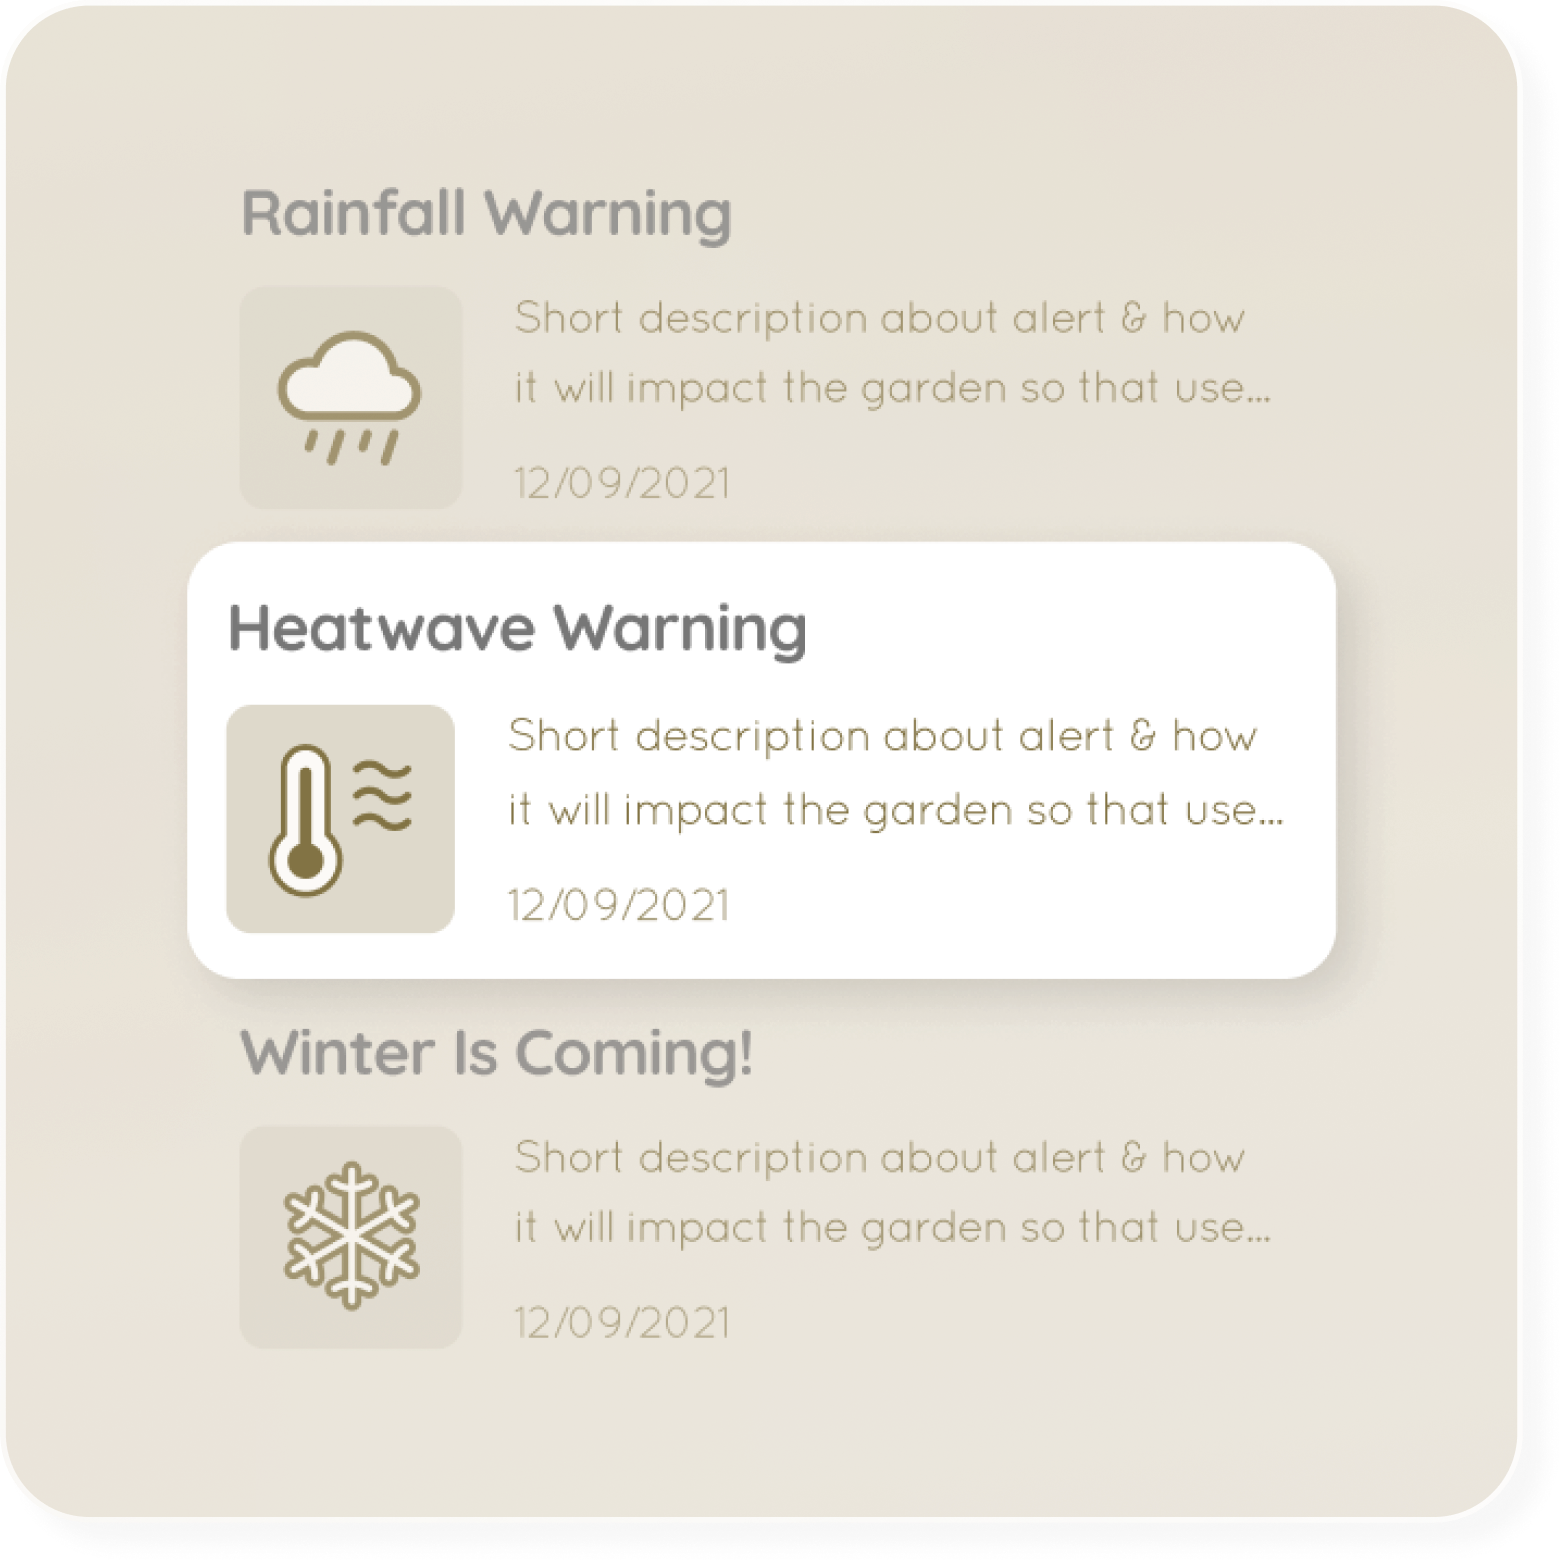 Rainfall Warning
Short description about alert & how
it will impact the garden so that use...
12/09/2021
Heatwave Warning
Short description about alert & how
it will impact the garden so that use...
12/09/2021
Winter Is Coming!
Short description about alert & how
it will impact the garden so that use...
12/09/2021